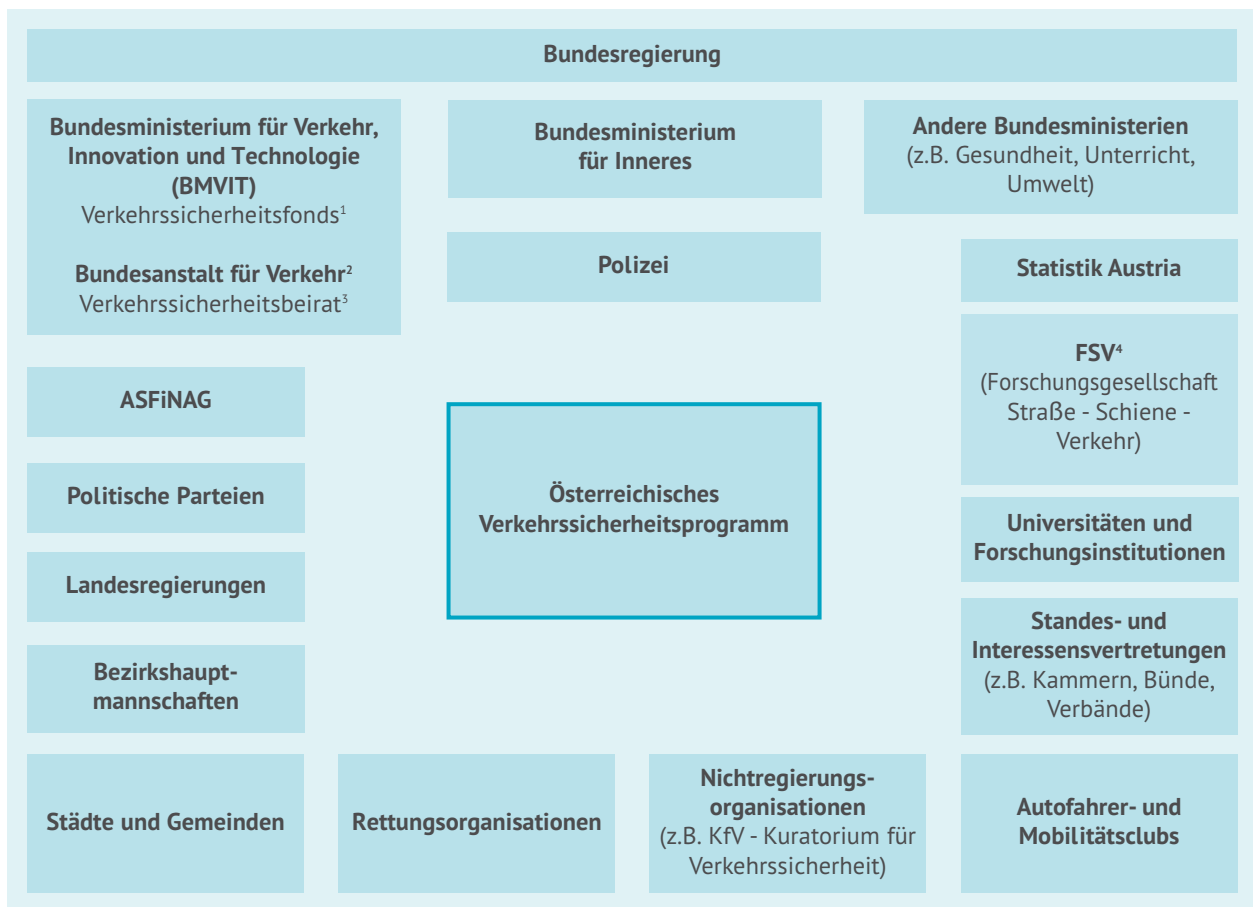 Bundesregierung
Bundesministerium für Verkehr,
Innovation und Technologie
(BMVIT)
Verkehrssicherheitsfonds¹
Bundesanstalt für Verkehr²
Verkehrssicherheitsbeirat³
Bundesministerium
für Inneres
Andere Bundesministerien
(z.B. Gesundheit, Unterricht,
Umwelt)
Polizei
Statistik Austria
FSV⁴
(Forschungsgesellschaft
Straße - Schiene -
Verkehr)
ASFiNAG
Politische Parteien
Österreichisches
Verkehrssicherheitsprogramm
Universitäten und
Forschungsinstitutionen
Landesregierungen
Standes- und
Interessensvertretungen
(z.B. Kammern, Bünde,
Verbände)
Bezirkshaupt-
mannschaften
Städte und Gemeinden
Rettungsorganisationen
Nichtregierungs-
organisationen
(z.B. KfV - Kuratorium für
Verkehrssicherheit)
Autofahrer- und
Mobilitätsclubs